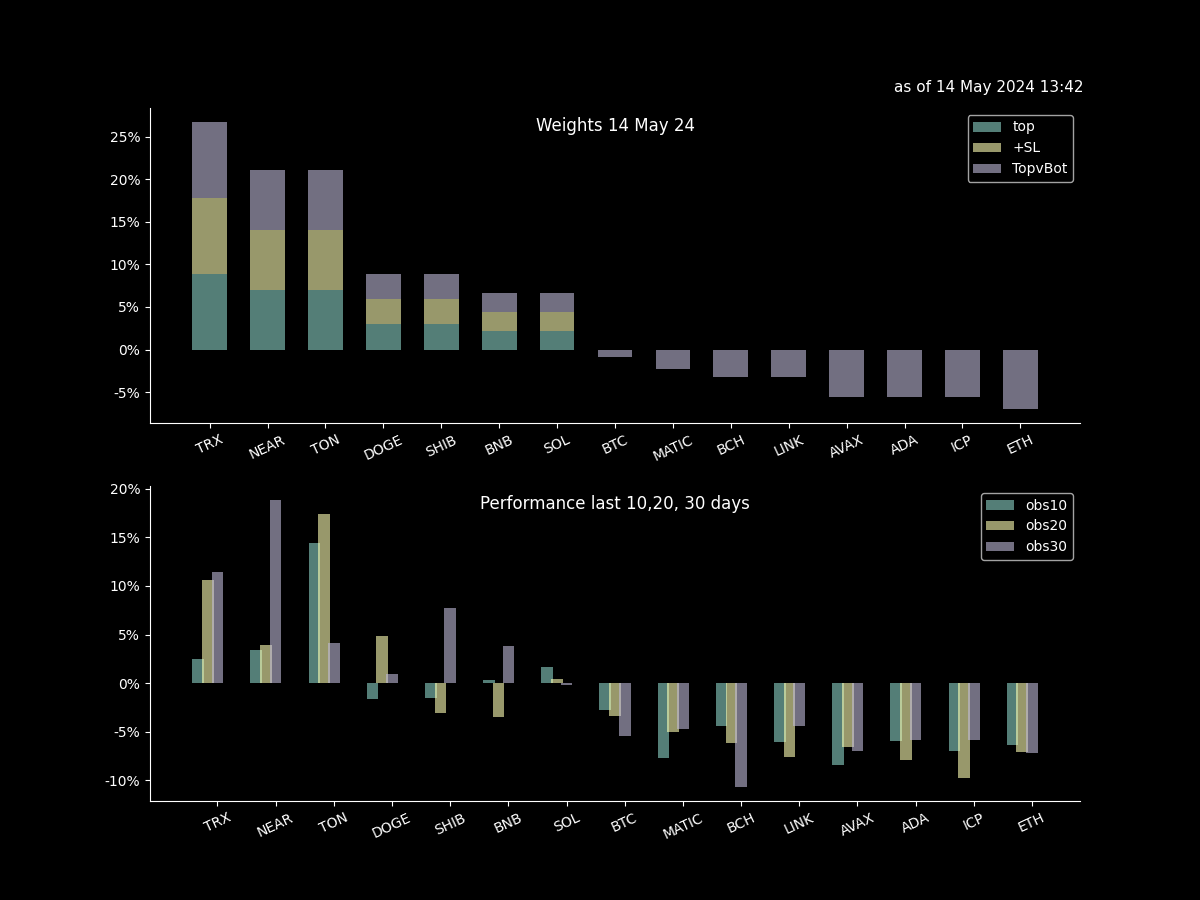 as of 14 May 2024 13:42
Weights 14 May 24
top
+SL
TopvBot
25%
20%
15%
10%
5%
0%
-5%
TRX NEAR TON DOGE SHIB BNB SOL BTC MATIC BCH LINK AVAX ADA ICP ETH
Performance last 10,20, 30 days
obs10
obs20
obs30
20%
15%
10%
5%
0%
-5%
-10%
TRX NEAR TON DOGE SHIB BNB SOL BTC MATIC BCH LINK AVAX ADA ICP ETH